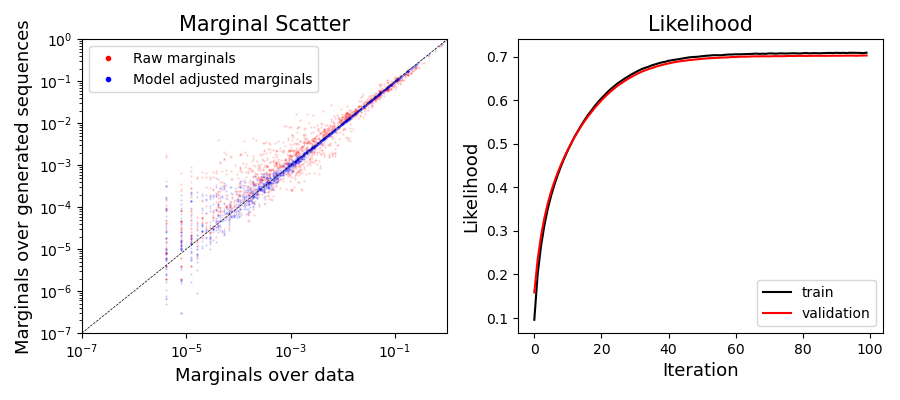 Marginal Scatter
Marginals over generated sequences
10^0
10^-1
10^-2
10^-3
10^-4
10^-5
10^-6
10^-7
Raw marginals
Model adjusted marginals
10^-7
10^-5
10^-3
10^-1
Marginals over data
Likelihood
Likelihood
0.7
0.6
0.5
0.4
0.3
0.2
0.1
train
validation
0
20
40
60
80
100
Iteration